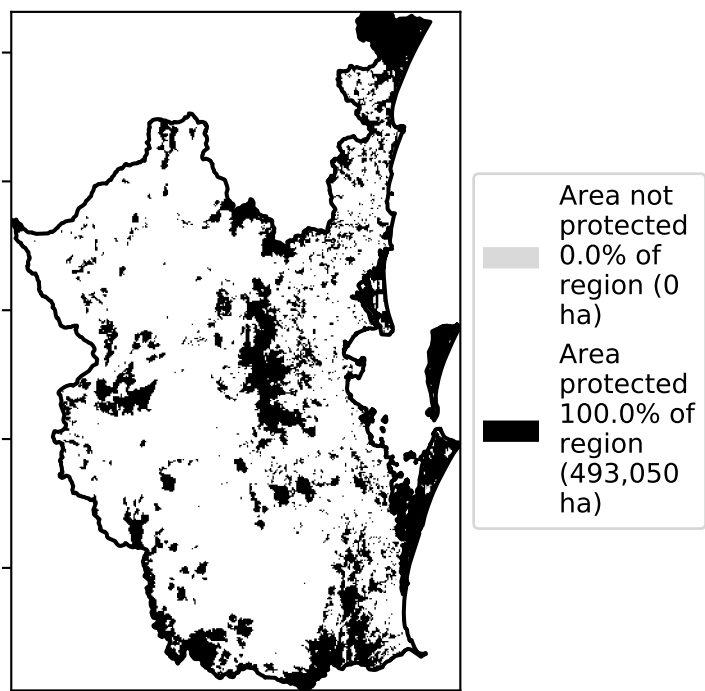 Area not
protected
0.0% of
region (0
ha)
Area
protected
100.0% of
region
(493,050
ha)